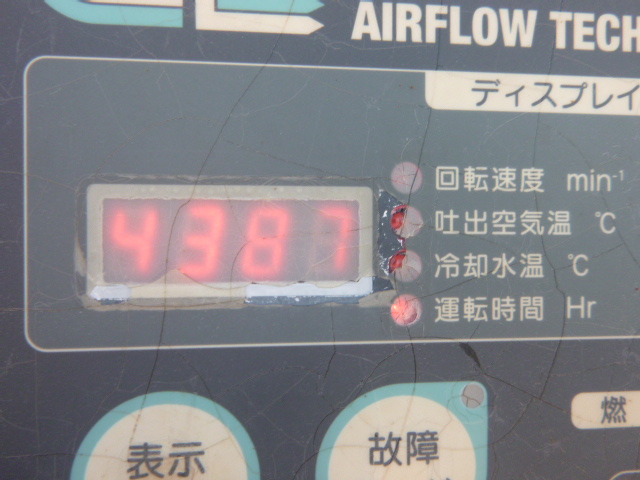 AIRFLOW TECH
ディスプレイ
4387
回転速度 min-1
吐出空気温 ℃
冷却水温 ℃
運転時間 Hr
燃
表示
故障